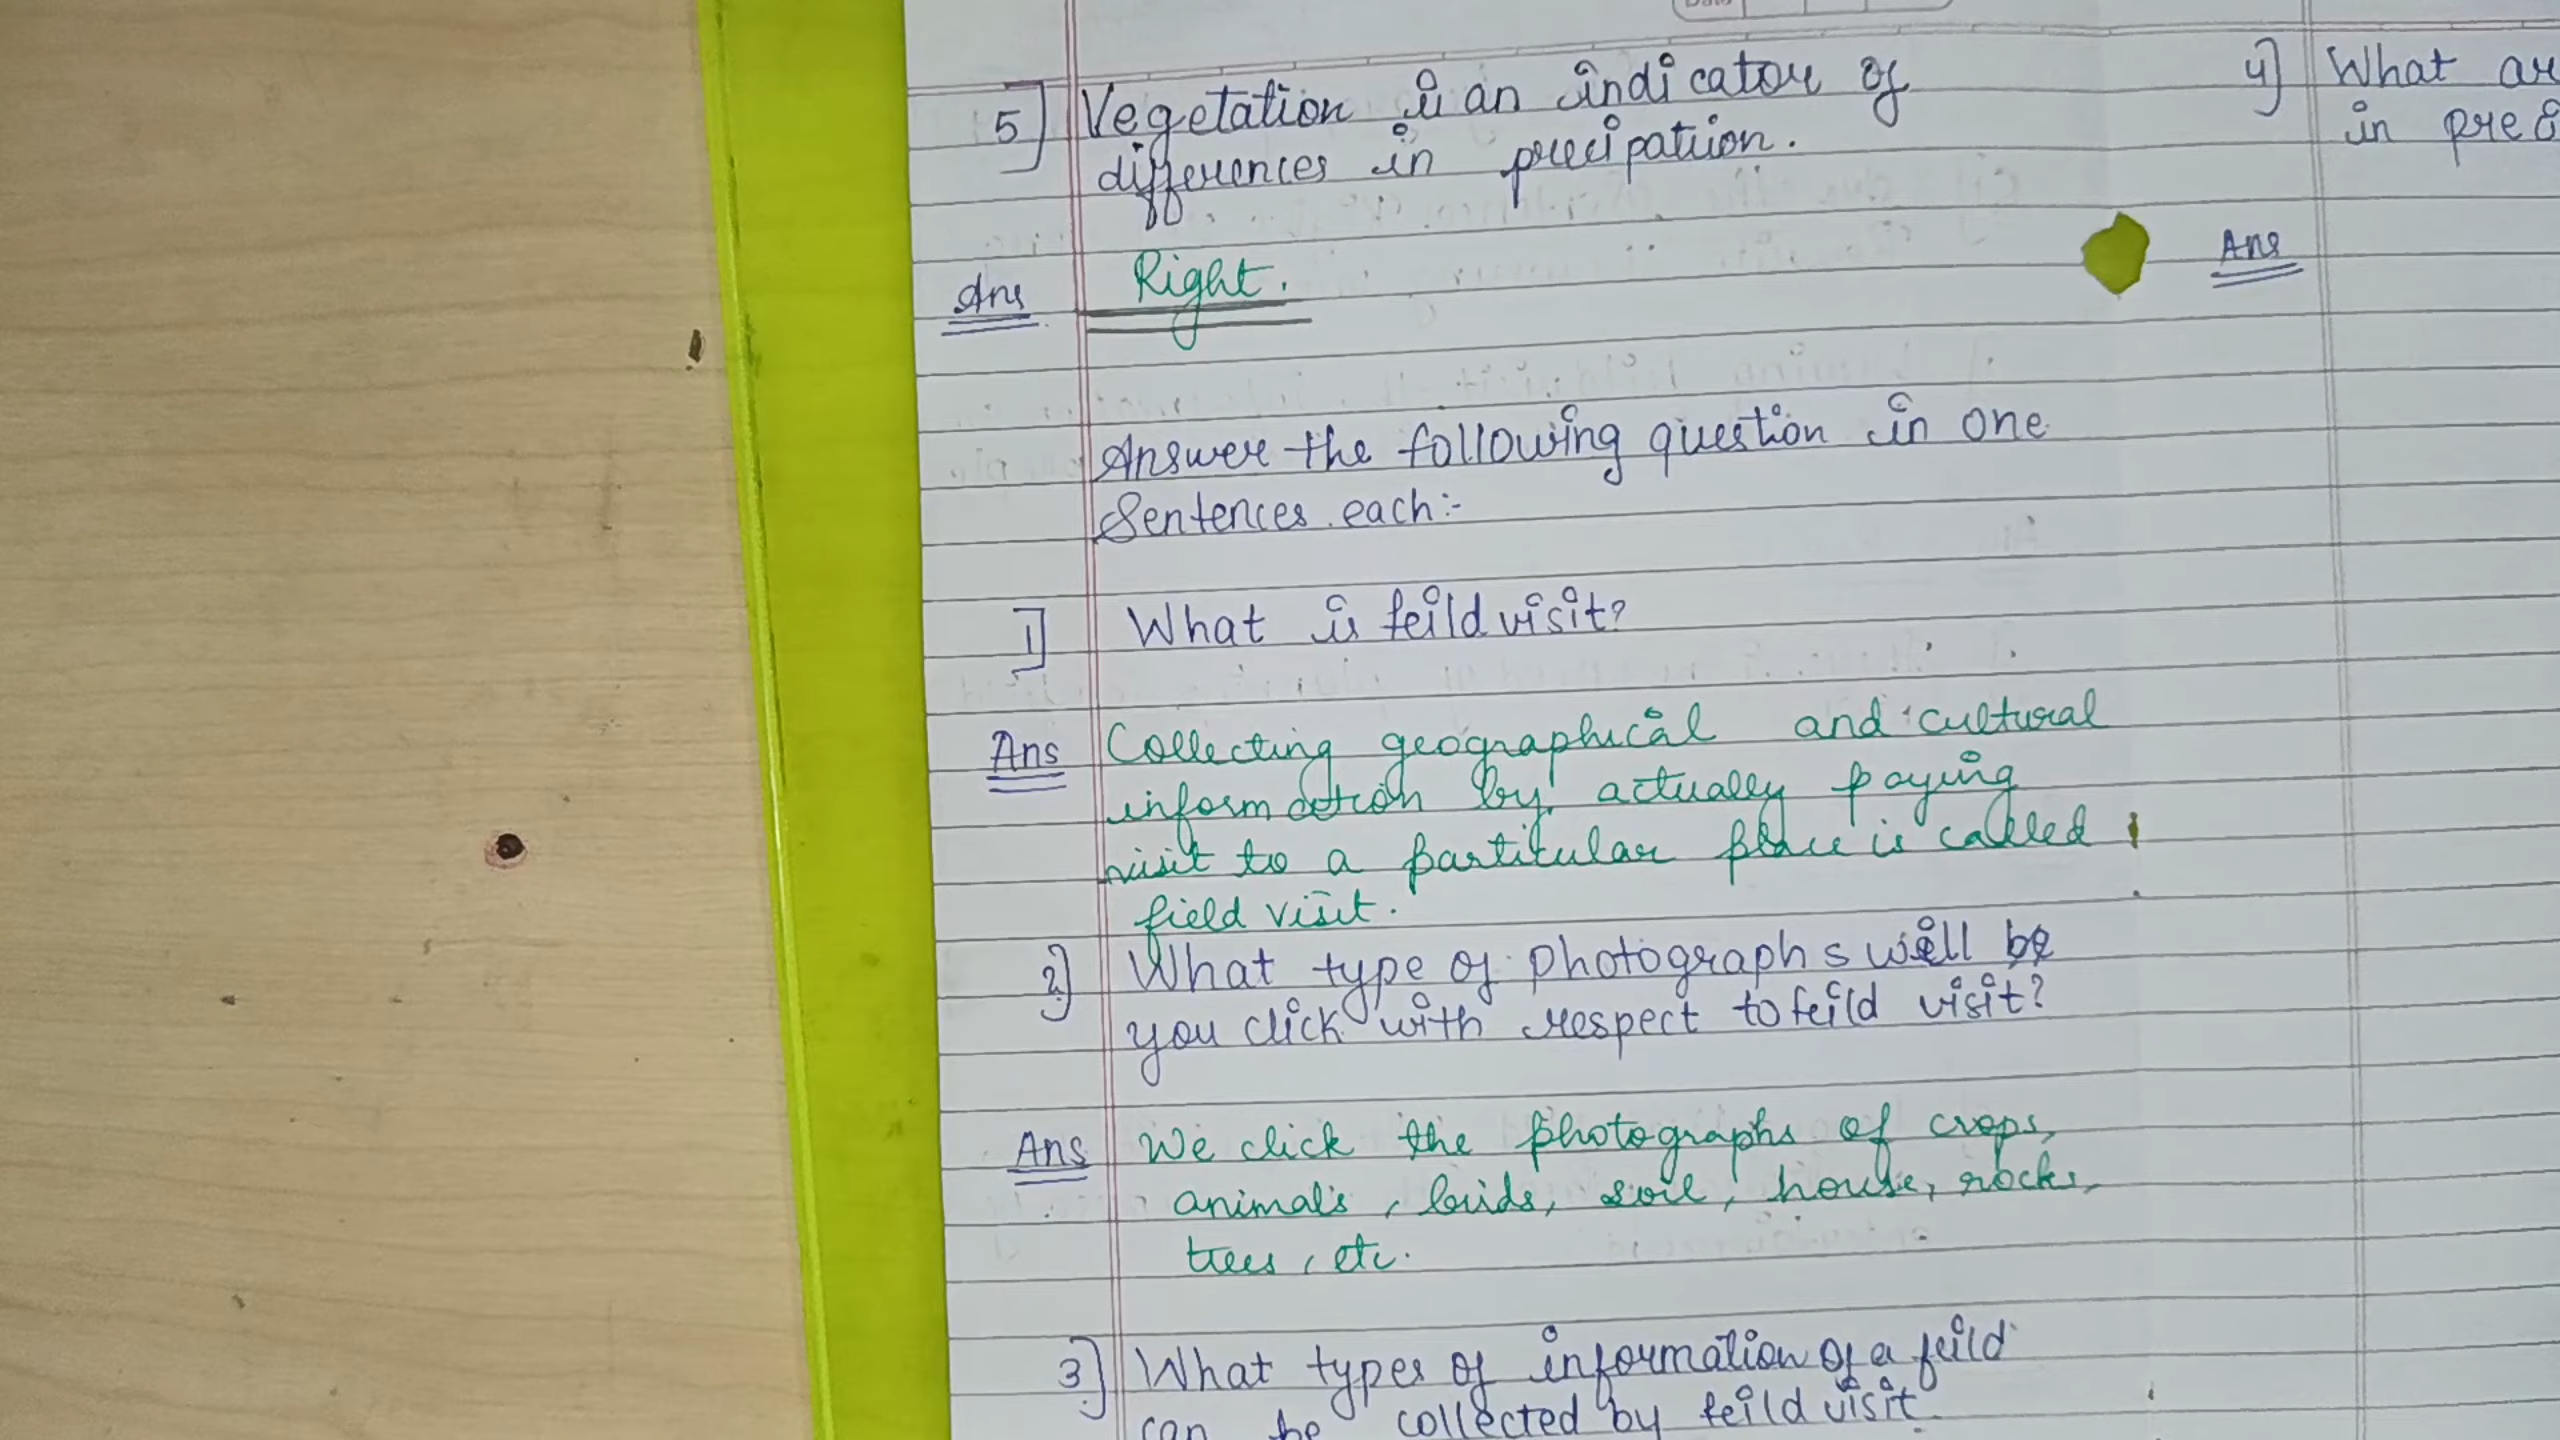 5] Vegetation is an indicator of
differences in precipation.
Ans Right.
Answer the following question in one
Sentences each:-
1] What is feild visit?
Ans Collecting geographical and cultural
information by actually paying
visit to a particular place is called
field visit.
2] What type of photographs will be
you click with respect to feild visit?
Ans We click the photographs of crops,
animals, birds, soil, house, rocks,
trees, etc.
3] What types of information of a feild
can be collected by feild visit
4] What
in
Ans